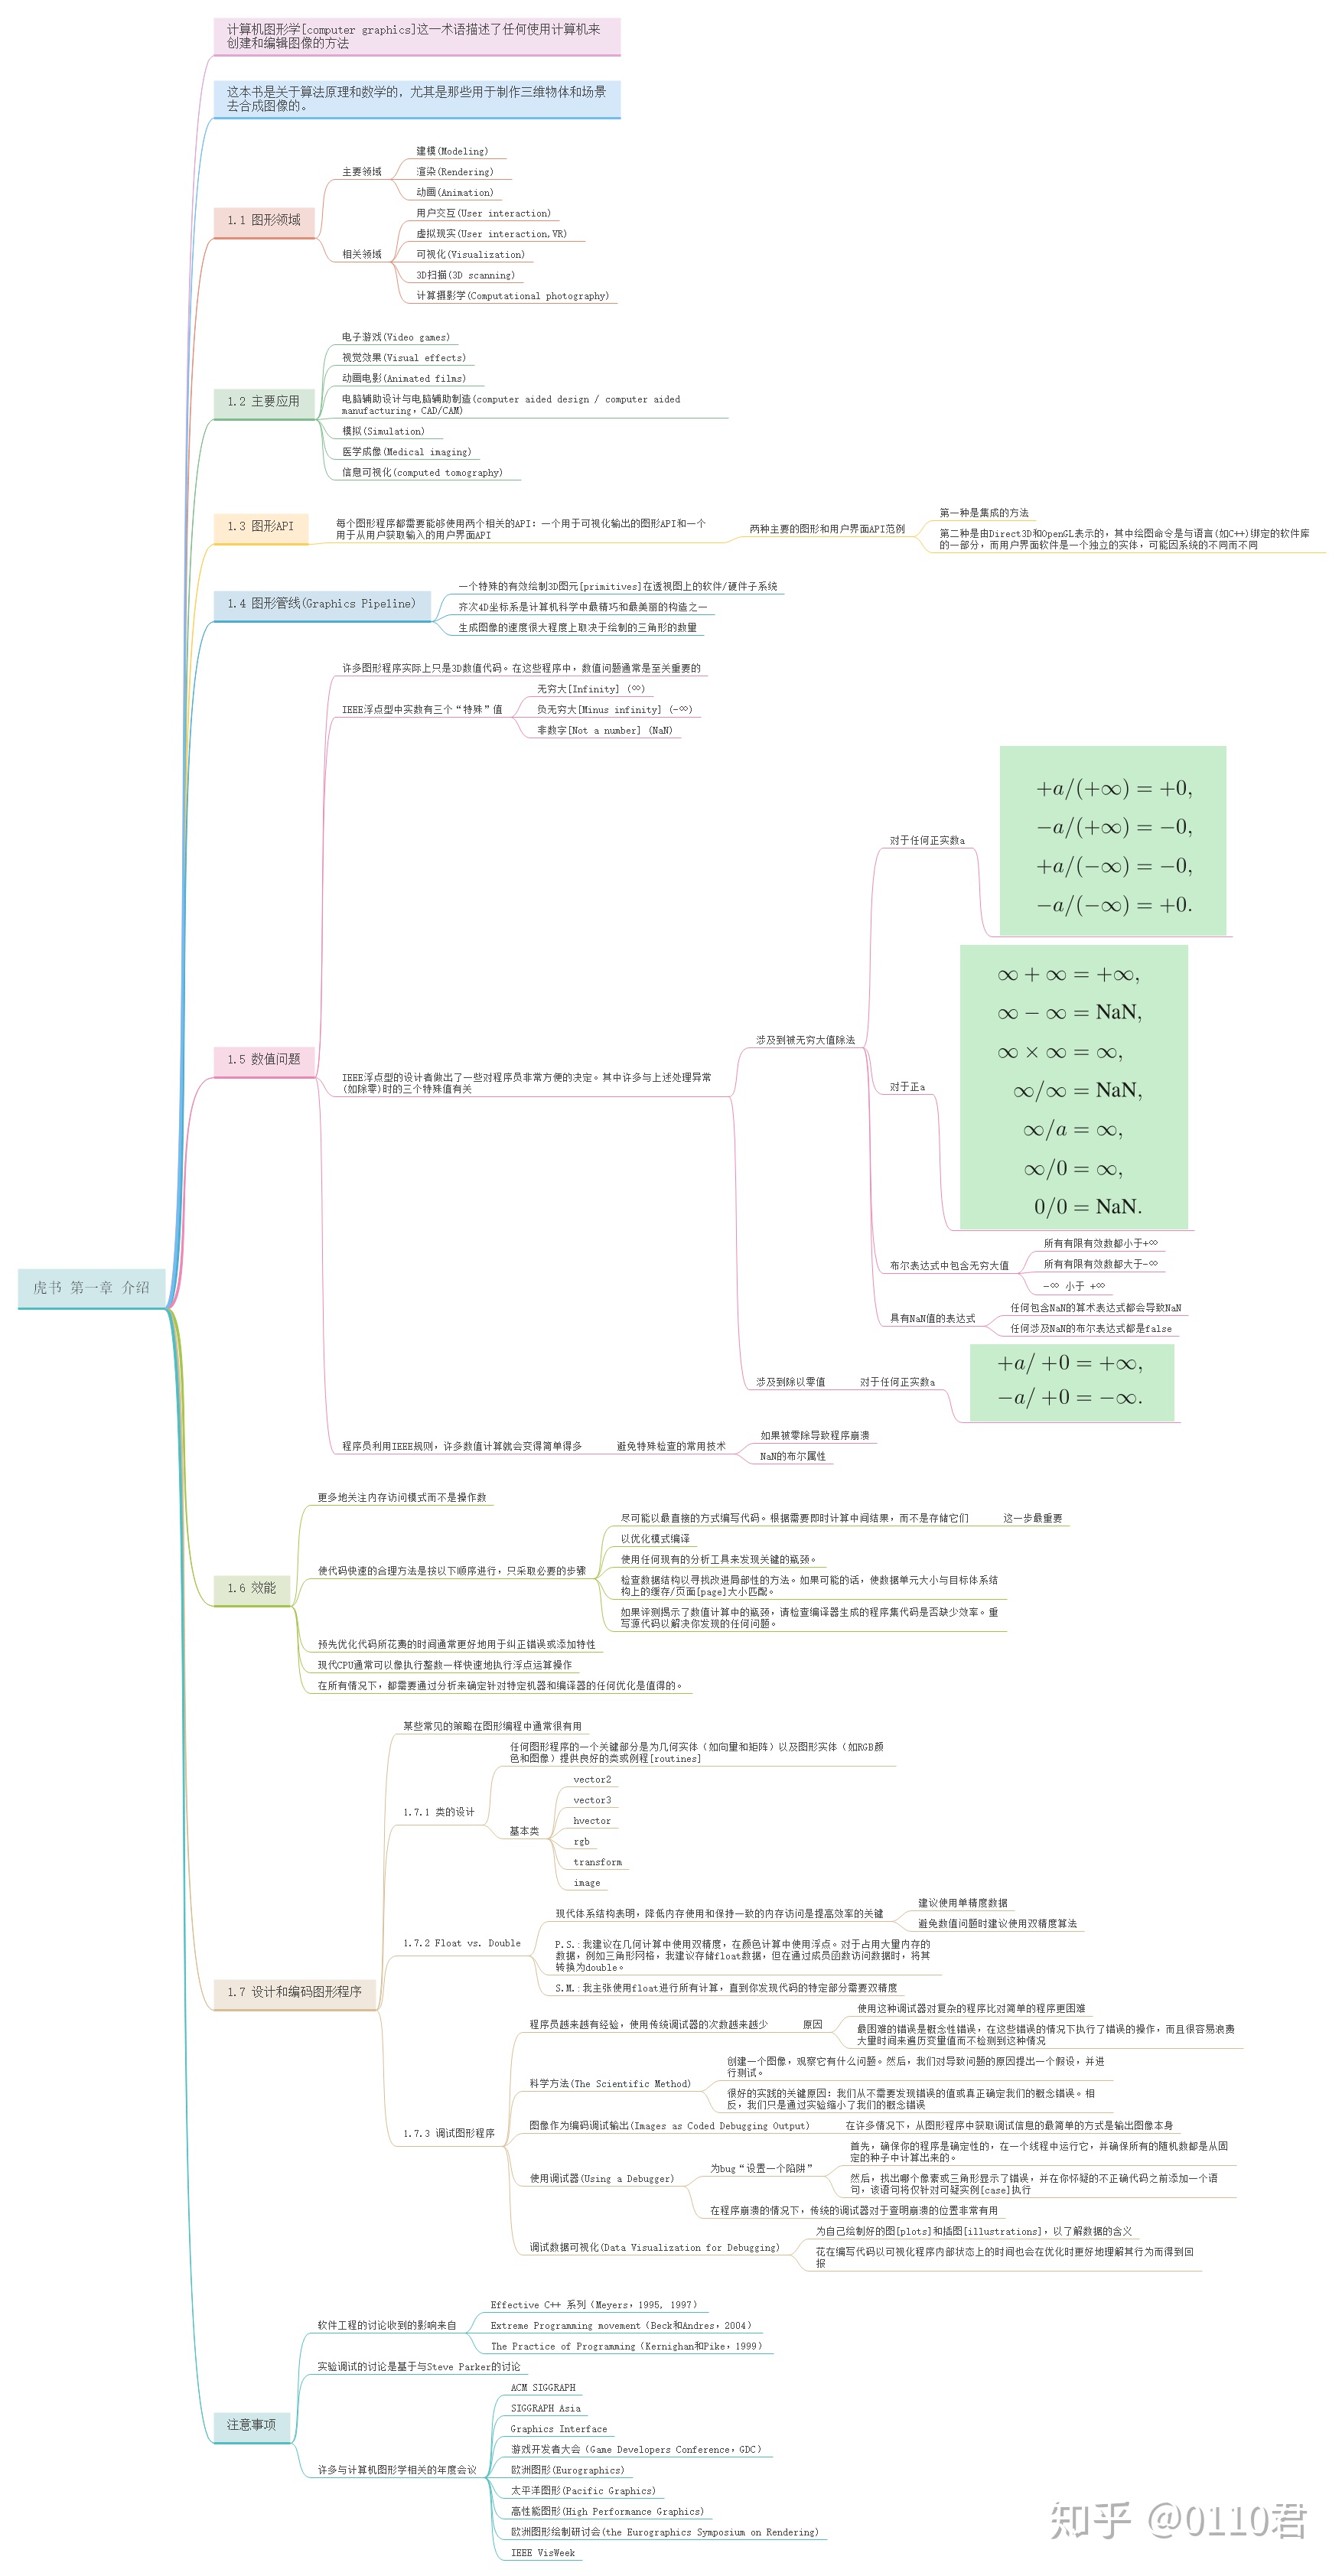 计算机图形学[computer graphics]这一术语描述了任何使用计算机来
创建和编辑图像的方法
这本书是关于算法原理和数学的，尤其是那些用于制作三维物体和场景
去合成图像的。
1.1 图形领域
主要领域
建模(Modeling)
渲染(Rendering)
动画(Animation)
相关领域
用户交互(User interaction)
虚拟现实(User interaction,VR)
可视化(Visualization)
3D扫描(3D scanning)
计算摄影学(Computational photography)
1.2 主要应用
电子游戏(Video games)
视觉效果(Visual effects)
动画电影(Animated films)
电脑辅助设计与电脑辅助制造(computer aided design / computer aided
manufacturing，CAD/CAM)
模拟(Simulation)
医学成像(Medical imaging)
信息可视化(computed tomography)
1.3 图形API
每个图形程序都需要能够使用两个相关的API：一个用于可视化输出的图形API和一个
用于从用户获取输入的用户界面API
两种主要的图形和用户界面API范例
第一种是集成的方法
第二种是由Direct3D和OpenGL表示的，其中绘图命令是与语言(如C++)绑定的软件库
的一部分，而用户界面软件是一个独立的实体，可能因系统的不同而不同
1.4 图形管线(Graphics Pipeline)
一个特殊的有效绘制3D图元[primitives]在透视图上的软件/硬件子系统
齐次4D坐标系是计算机科学中最精巧和最美丽的构造之一
生成图像的速度很大程度上取决于绘制的三角形的数量
1.5 数值问题
许多图形程序实际上只是3D数值代码。在这些程序中，数值问题通常是至关重要的
IEEE浮点型中实数有三个“特殊”值
无穷大[Infinity] (∞)
负无穷大[Minus infinity] (-∞)
非数字[Not a number] (NaN)
IEEE浮点型的设计者做出了一些对程序员非常方便的决定。其中许多与上述处理异常
(如除零)时的三个特殊值有关
涉及到被无穷大值除法
对于任何正实数a
+a/(+∞) = +0,
−a/(+∞) = −0,
+a/(−∞) = −0,
−a/(−∞) = +0.
对于正a
∞ + ∞ = +∞,
∞ − ∞ = NaN,
∞ × ∞ = ∞,
∞/∞ = NaN,
∞/a = ∞,
∞/0 = ∞,
0/0 = NaN.
布尔表达式中包含无穷大值
所有有限有效数都小于+∞
所有有限有效数都大于-∞
-∞ 小于 +∞
具有NaN值的表达式
任何包含NaN的算术表达式都会导致NaN
任何涉及NaN的布尔表达式都是false
涉及到除以零值
对于任何正实数a
+a/ +0 = +∞,
−a/ +0 = −∞.
程序员利用IEEE规则，许多数值计算就会变得简单得多
避免特殊检查的常用技术
如果被零除导致程序崩溃
NaN的布尔属性
虎书 第一章 介绍
1.6 效能
更多地关注内存访问模式而不是操作数
使代码快速的合理方法是按以下顺序进行，只采取必要的步骤
尽可能以最直接的方式编写代码。根据需要即时计算中间结果，而不是存储它们
这一步最重要
以优化模式编译
使用任何现有的分析工具来发现关键的瓶颈。
检查数据结构以寻找改进局部性的方法。如果可能的话，使数据单元大小与目标体系结
构上的缓存/页面[page]大小匹配。
如果评测揭示了数值计算中的瓶颈，请检查编译器生成的程序集代码是否缺少效率。重
写源代码以解决你发现的任何问题。
预先优化代码所花费的时间通常更好地用于纠正错误或添加特性
现代CPU通常可以像执行整数一样快速地执行浮点运算操作
在所有情况下，都需要通过分析来确定针对特定机器和编译器的任何优化是值得的。
1.7 设计和编码图形程序
某些常见的策略在图形编程中通常很有用
1.7.1 类的设计
任何图形程序的一个关键部分是为几何实体（如向量和矩阵）以及图形实体（如RGB颜
色和图像）提供良好的类或例程[routines]
基本类
vector2
vector3
hvector
rgb
transform
image
1.7.2 Float vs. Double
现代体系结构表明，降低内存使用和保持一致的内存访问是提高效率的关键
建议使用单精度数据
避免数值问题时建议使用双精度算法
P.S.:我建议在几何计算中使用双精度，在颜色计算中使用浮点。对于占用大量内存的
数据，例如三角形网格，我建议存储float数据，但在通过成员函数访问数据时，将其
转换为double。
S.M.:我主张使用float进行所有计算，直到你发现代码的特定部分需要双精度
1.7.3 调试图形程序
程序员越来越有经验，使用传统调试器的次数越来越少
原因
使用这种调试器对复杂的程序比对简单的程序更困难
最困难的错误是概念性错误，在这些错误的情况下执行了错误的操作，而且很容易浪费
大量时间来遍历变量值而不检测到这种情况
科学方法(The Scientific Method)
创建一个图像，观察它有什么问题。然后，我们对导致问题的原因提出一个假设，并进
行测试。
很好的实践的关键原因：我们从不需要发现错误的值或真正确定我们的概念错误。相
反，我们只是通过实验缩小了我们的概念错误
图像作为编码调试输出(Images as Coded Debugging Output)
在许多情况下，从图形程序中获取调试信息的最简单的方式是输出图像本身
使用调试器(Using a Debugger)
为bug“设置一个陷阱”
首先，确保你的程序是确定性的，在一个线程中运行它，并确保所有的随机数都是从固
定的种子中计算出来的。
然后，找出哪个像素或三角形显示了错误，并在你怀疑的不正确代码之前添加一个语
句，该语句将仅针对可疑实例[case]执行
在程序崩溃的情况下，传统的调试器对于查明崩溃的位置非常有用
调试数据可视化(Data Visualization for Debugging)
为自己绘制好的图[plots]和插图[illustrations]，以了解数据的含义
花在编写代码以可视化程序内部状态上的时间也会在优化时更好地理解其行为而得到回
报
注意事项
软件工程的讨论收到的影响来自
Effective C++ 系列（Meyers，1995, 1997）
Extreme Programming movement（Beck和Andres，2004）
The Practice of Programming（Kernighan和Pike，1999）
实验调试的讨论是基于与Steve Parker的讨论
许多与计算机图形学相关的年度会议
ACM SIGGRAPH
SIGGRAPH Asia
Graphics Interface
游戏开发者大会（Game Developers Conference，GDC）
欧洲图形(Eurographics)
太平洋图形(Pacific Graphics)
高性能图形(High Performance Graphics)
欧洲图形绘制研讨会(the Eurographics Symposium on Rendering)
IEEE VisWeek
知乎 @0110君